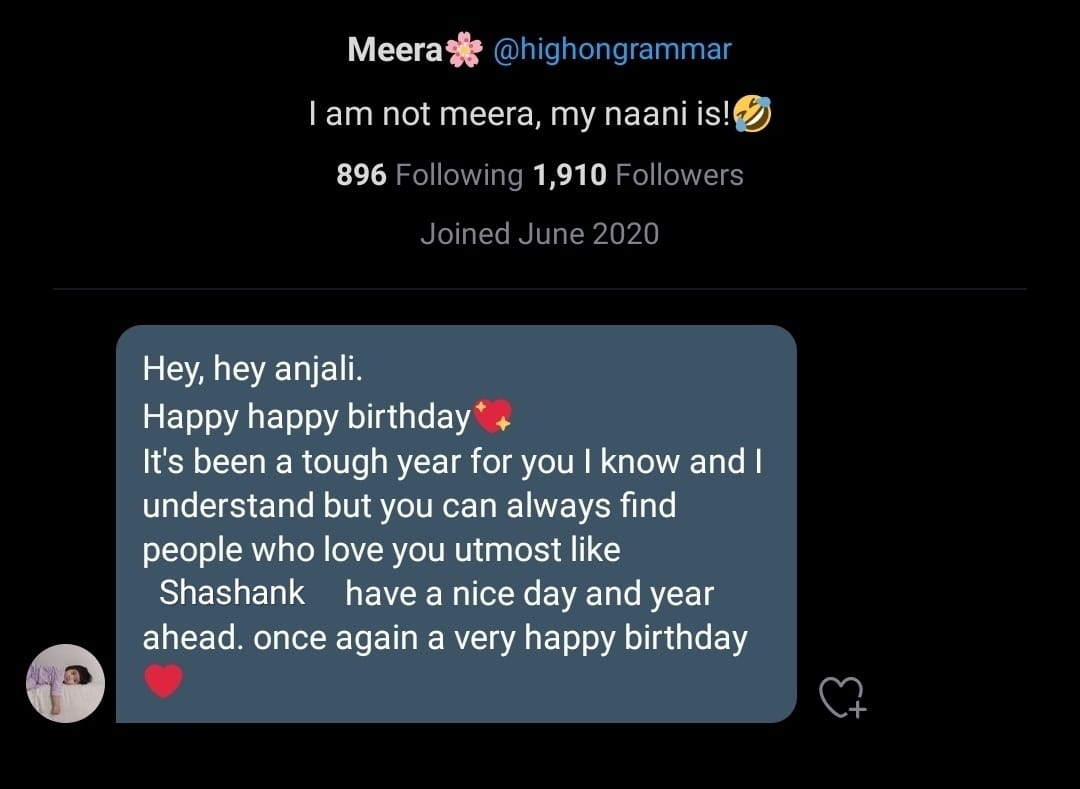 Meera🌸 @highongrammar
I am not meera, my naani is!🤣
896 Following 1,910 Followers
Joined June 2020
Hey, hey anjali.
Happy happy birthday💖
It's been a tough year for you I know and I
understand but you can always find
people who love you utmost like
Shashank have a nice day and year
ahead. once again a very happy birthday
❤️